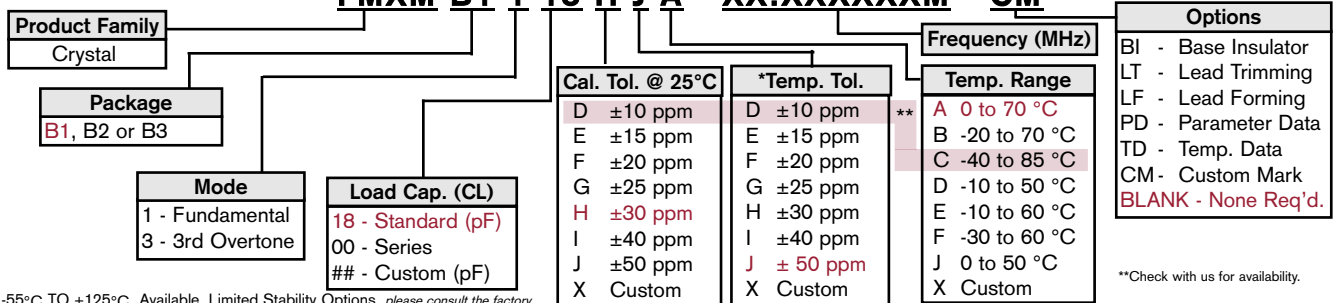 Product Family
Crystal
Package
B1, B2 or B3
Mode
1 - Fundamental
3 - 3rd Overtone
Load Cap. (CL)
18 - Standard (pF)
00 - Series
## - Custom (pF)
Cal. Tol. @ 25°C
D ±10 ppm
E ±15 ppm
F ±20 ppm
G ±25 ppm
H ±30 ppm
I ±40 ppm
J ±50 ppm
X Custom
*Temp. Tol.
D ±10 ppm
E ±15 ppm
F ±20 ppm
G ±25 ppm
H ±30 ppm
I ±40 ppm
J ± 50 ppm
X Custom
Frequency (MHz)
Temp. Range
** A 0 to 70 °C
B -20 to 70 °C
C -40 to 85 °C
D -10 to 50 °C
E -10 to 60 °C
F -30 to 60 °C
J 0 to 50 °C
X Custom
Options
BI - Base Insulator
LT - Lead Trimming
LF - Lead Forming
PD - Parameter Data
TD - Temp. Data
CM - Custom Mark
BLANK - None Req'd.
**Check with us for availability.
-55°C TO +125°C Available, Limited Stability Options, please consult the factory